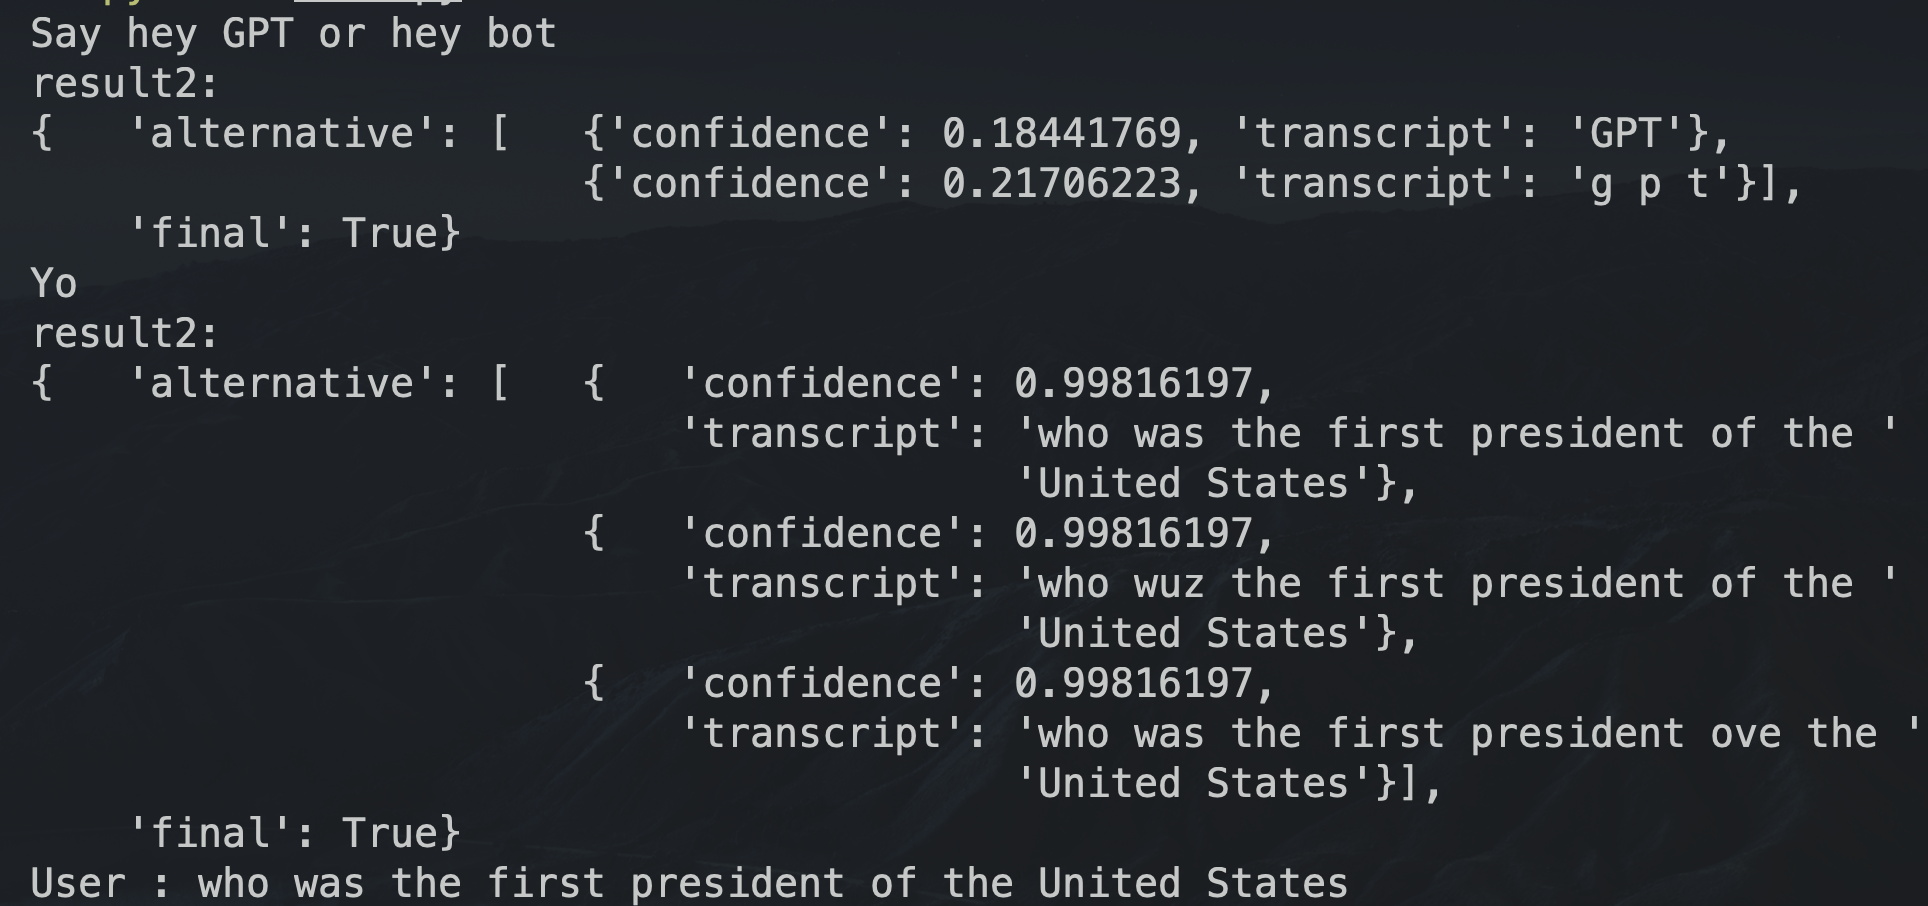 Say hey GPT or hey bot
result2:
{   'alternative': [   {'confidence': 0.18441769, 'transcript': 'GPT'},
                       {'confidence': 0.21706223, 'transcript': 'g p t'}],
    'final': True}
Yo
result2:
{   'alternative': [   {   'confidence': 0.99816197,
                           'transcript': 'who was the first president of the '
                                         'United States'},
                       {   'confidence': 0.99816197,
                           'transcript': 'who wuz the first president of the '
                                         'United States'},
                       {   'confidence': 0.99816197,
                           'transcript': 'who was the first president ove the '
                                         'United States'}],
    'final': True}
User : who was the first president of the United States